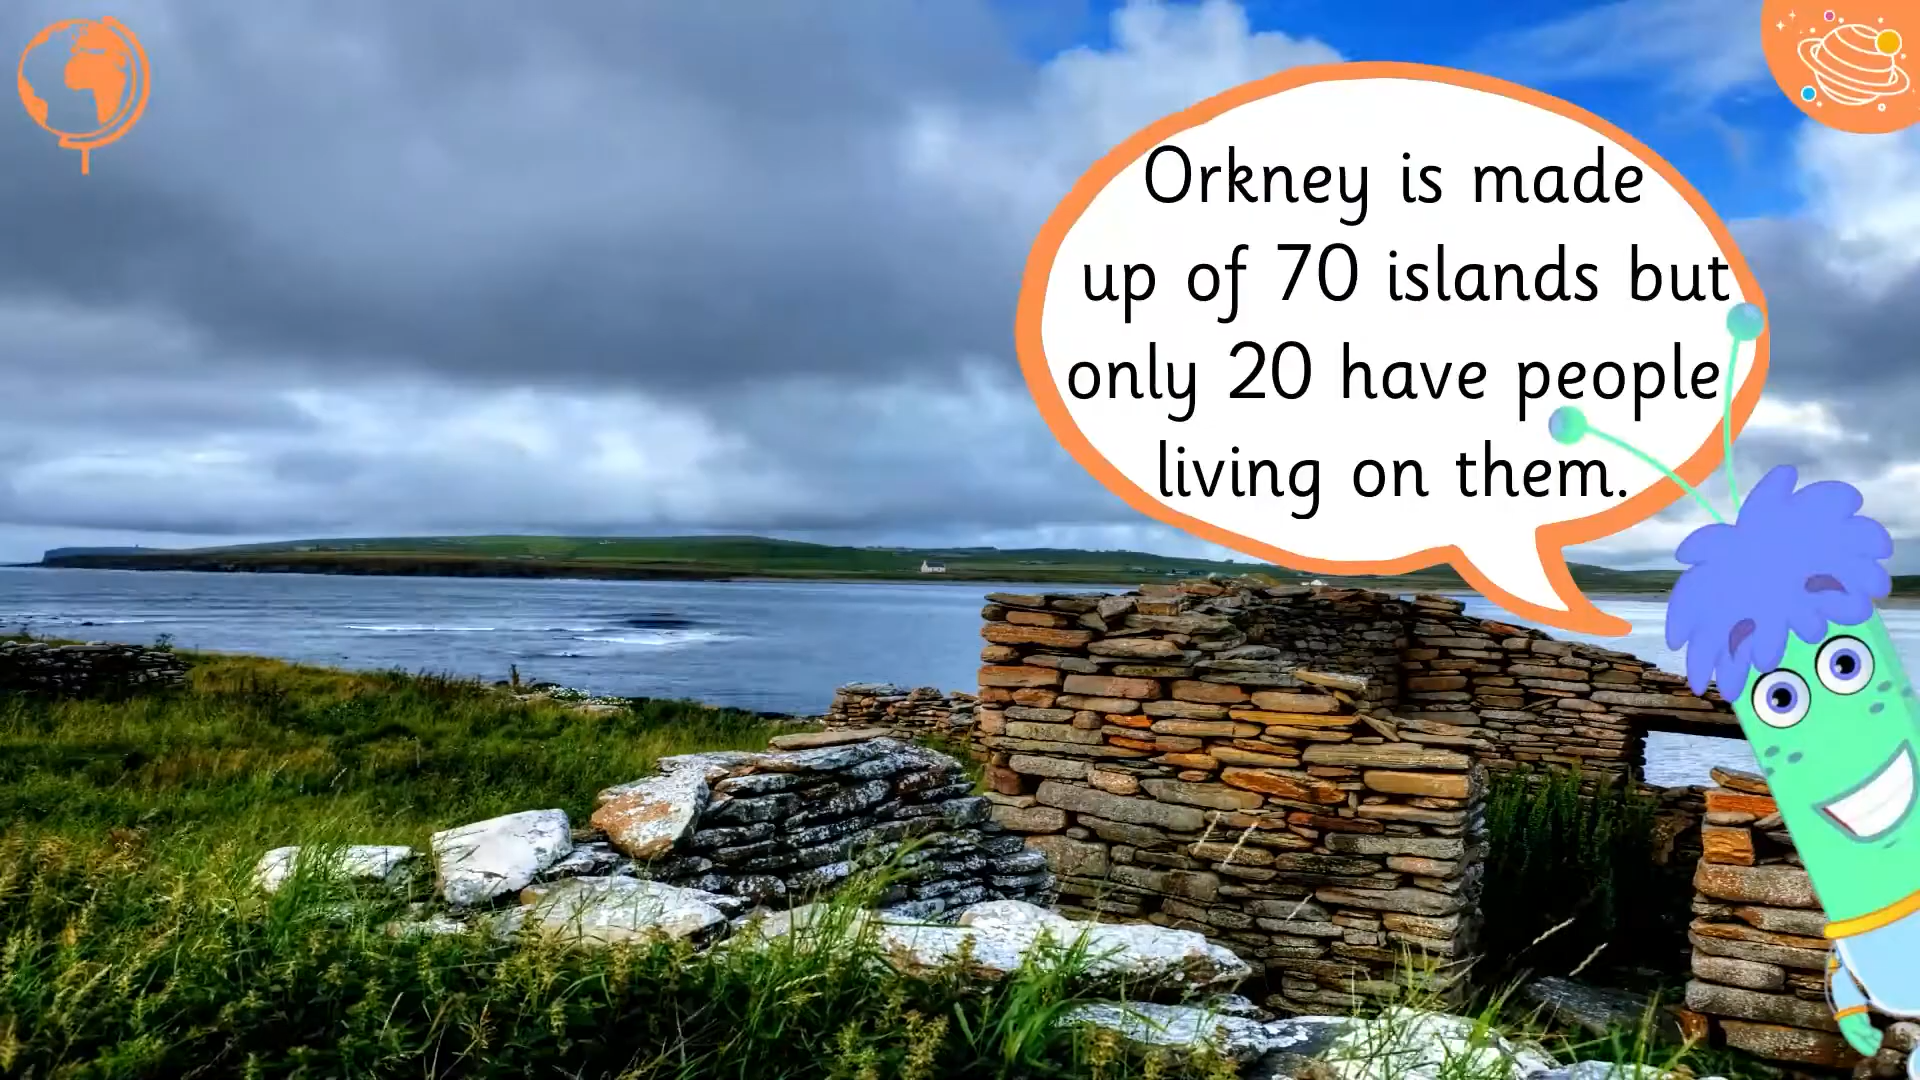 Orkney is made
up of 70 islands but
only 20 have people
living on them.